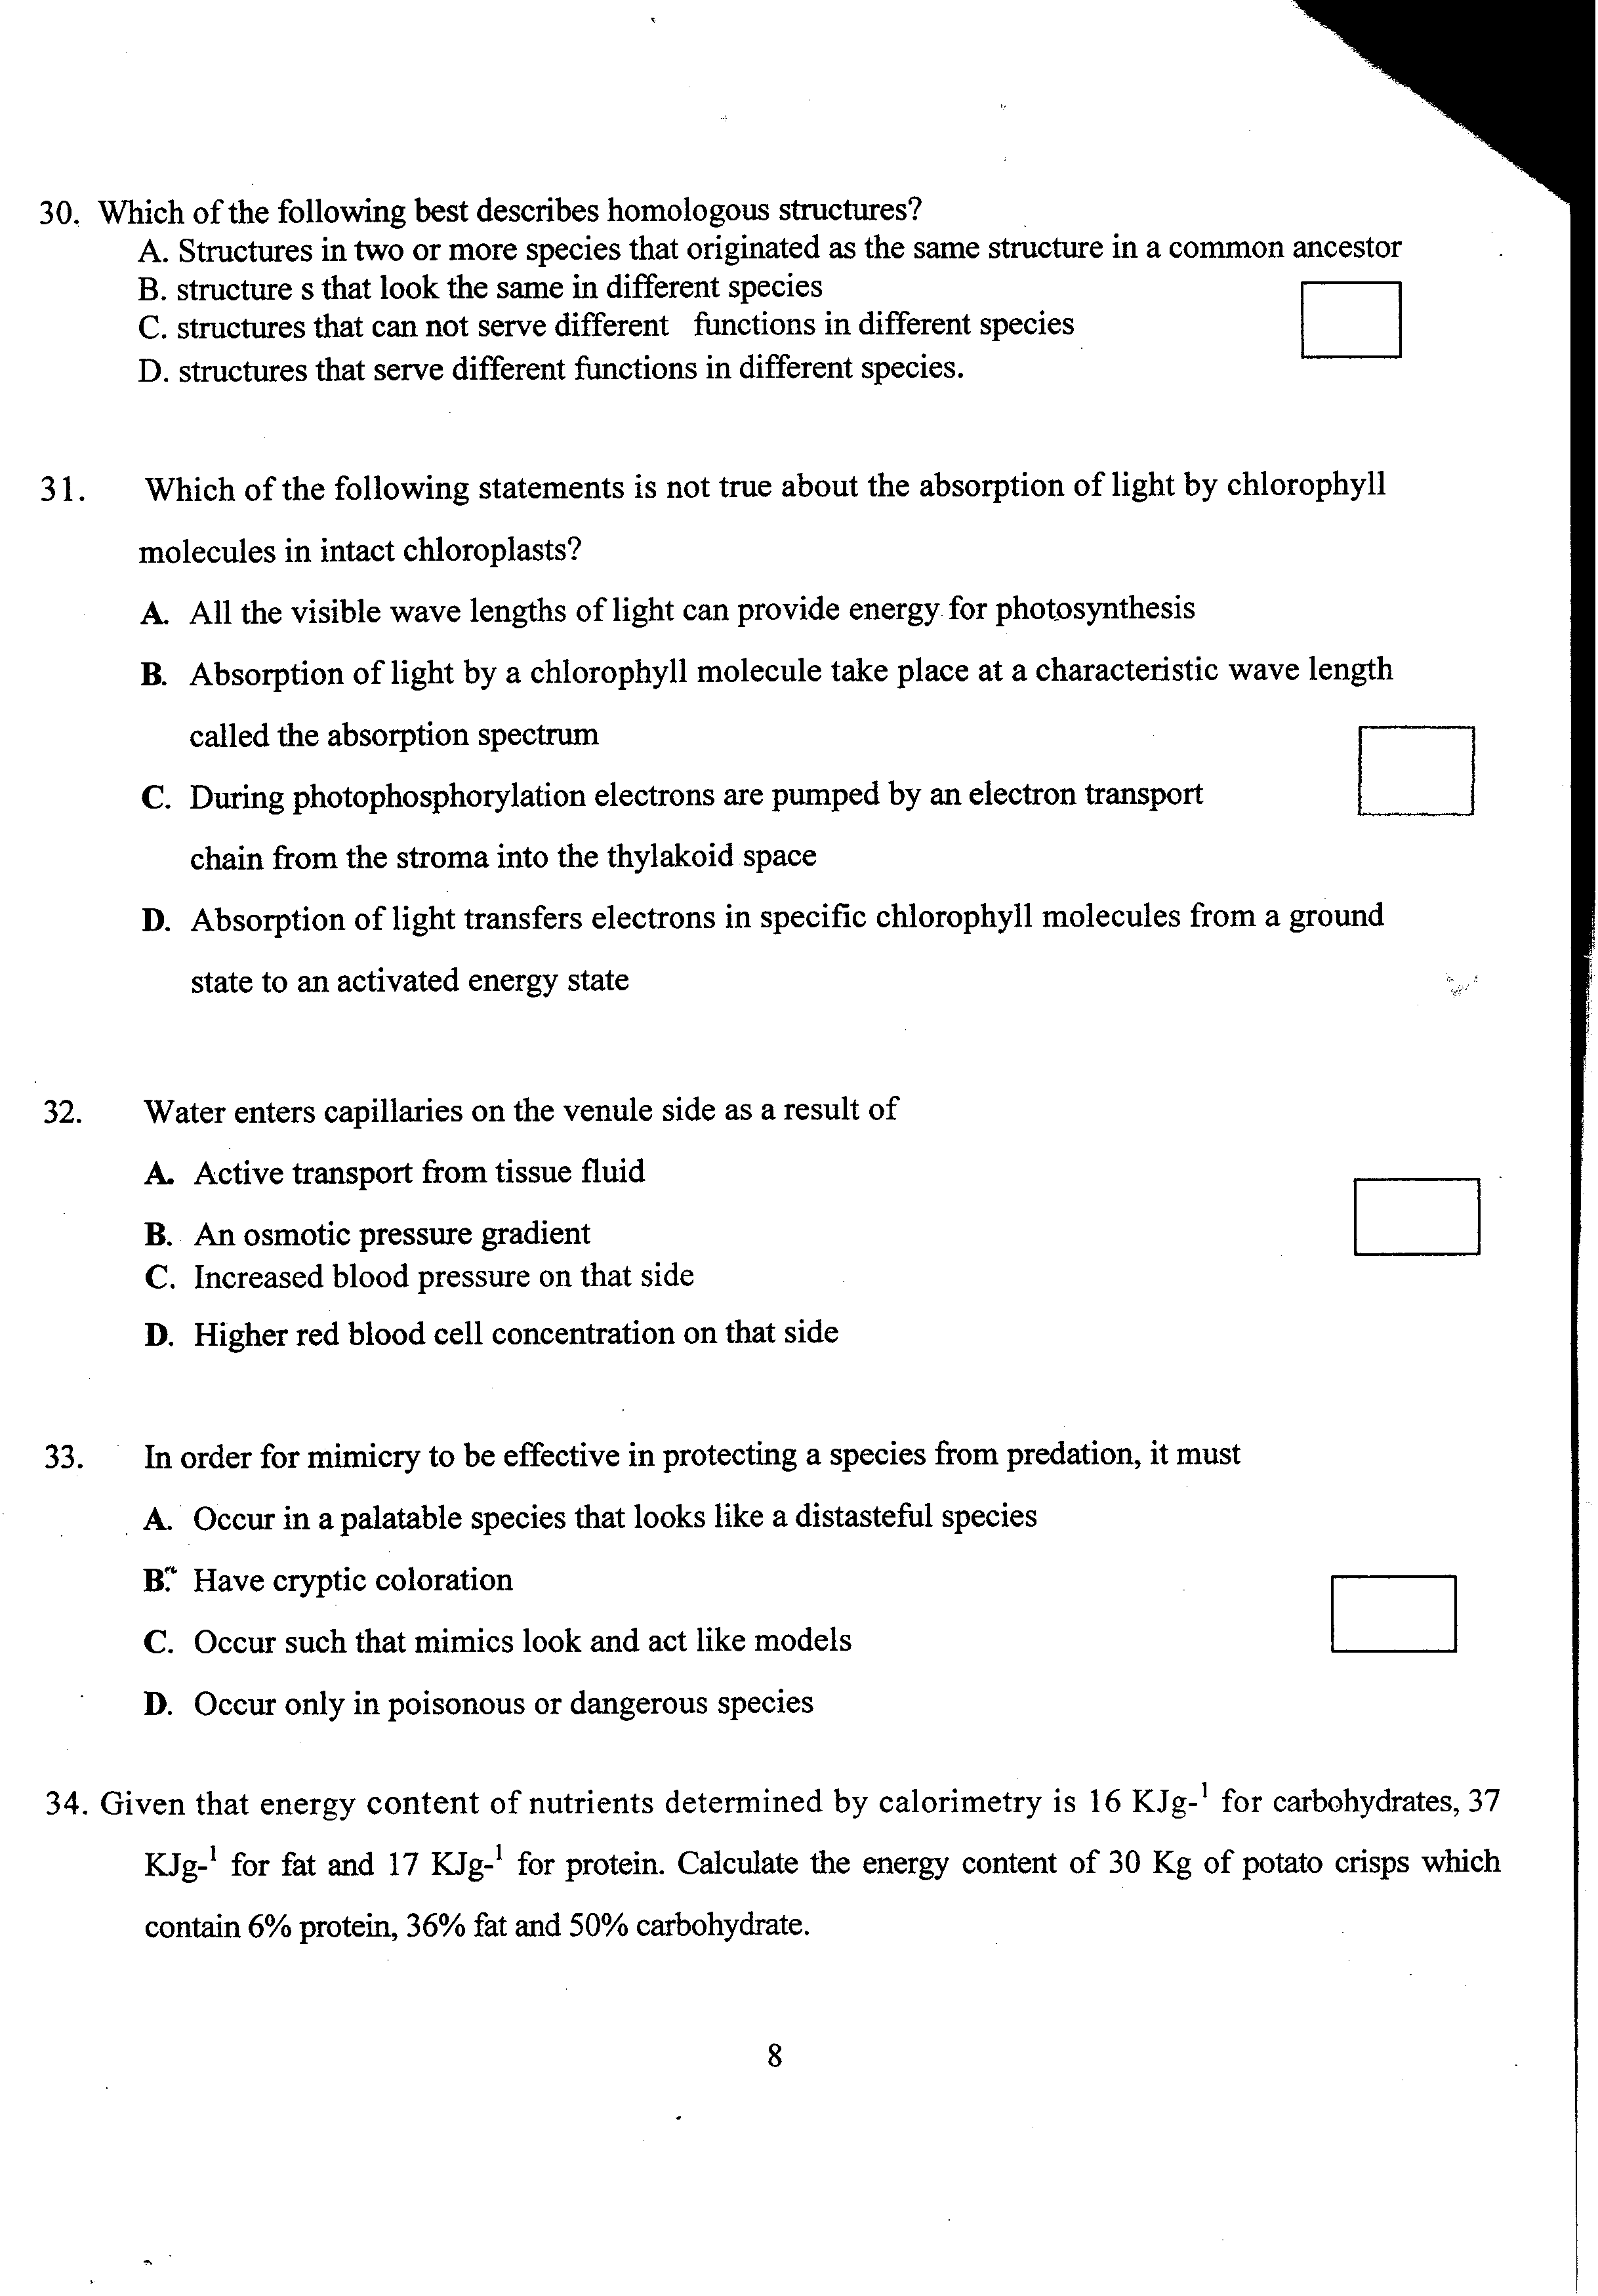 30. Which of the following best describes homologous structures?
A. Structures in two or more species that originated as the same structure in a common ancestor
B. structure s that look the same in different species
C. structures that can not serve different functions in different species
D. structures that serve different functions in different species.
31. Which of the following statements is not true about the absorption of light by chlorophyll
molecules in intact chloroplasts?
A. All the visible wave lengths of light can provide energy for photosynthesis
B. Absorption of light by a chlorophyll molecule take place at a characteristic wave length
called the absorption spectrum
C. During photophosphorylation electrons are pumped by an electron transport
chain from the stroma into the thylakoid space
D. Absorption of light transfers electrons in specific chlorophyll molecules from a ground
state to an activated energy state
32. Water enters capillaries on the venule side as a result of
A. Active transport from tissue fluid
B. An osmotic pressure gradient
C. Increased blood pressure on that side
D. Higher red blood cell concentration on that side
33. In order for mimicry to be effective in protecting a species from predation, it must
A. Occur in a palatable species that looks like a distasteful species
B. Have cryptic coloration
C. Occur such that mimics look and act like models
D. Occur only in poisonous or dangerous species
34. Given that energy content of nutrients determined by calorimetry is 16 KJg-¹ for carbohydrates, 37
KJg-¹ for fat and 17 KJg-¹ for protein. Calculate the energy content of 30 Kg of potato crisps which
contain 6% protein, 36% fat and 50% carbohydrate.
8